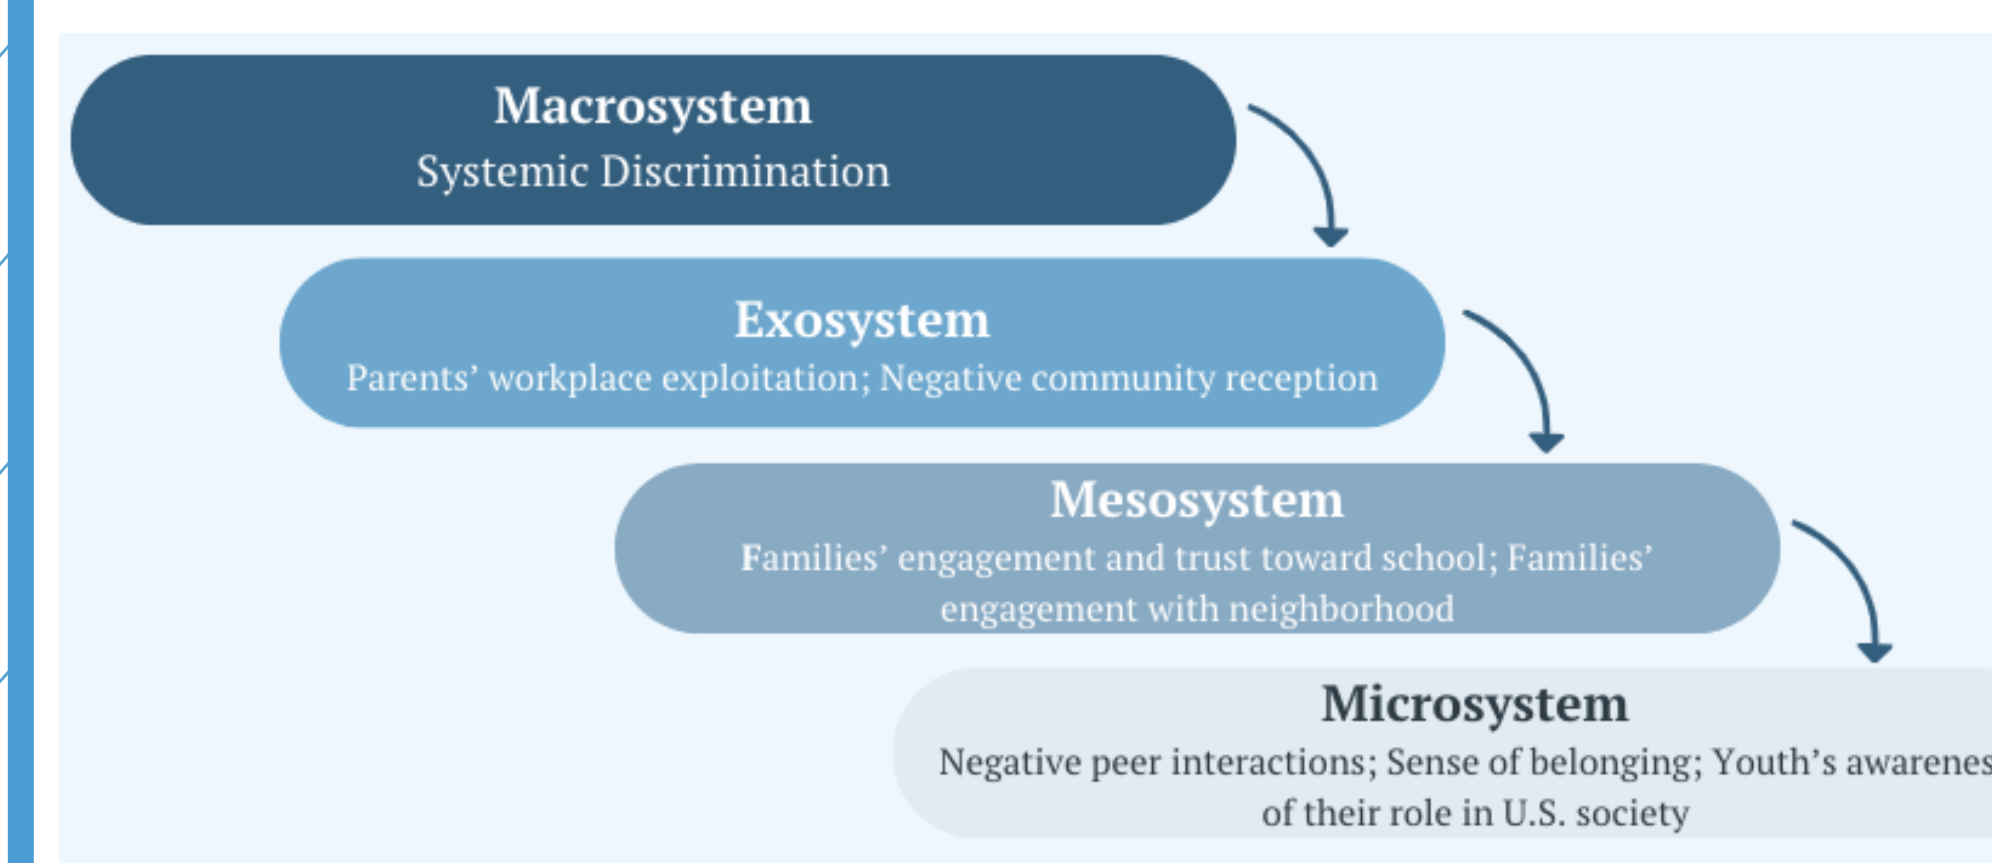 Macrosystem
Systemic Discrimination
Exosystem
Parents’ workplace exploitation; Negative community reception
Mesosystem
Families’ engagement and trust toward school; Families’
engagement with neighborhood
Microsystem
Negative peer interactions; Sense of belonging; Youth’s awarenes
of their role in U.S. society